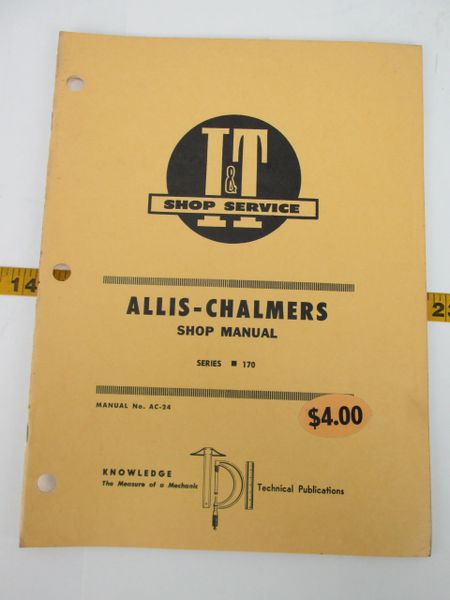 I&T
SHOP SERVICE
14
2
ALLIS-CHALMERS
SHOP MANUAL
SERIES ■ 170
MANUAL No. AC-24
$4.00
KNOWLEDGE
The Measure of a Mechanic
TPI
Technical Publications